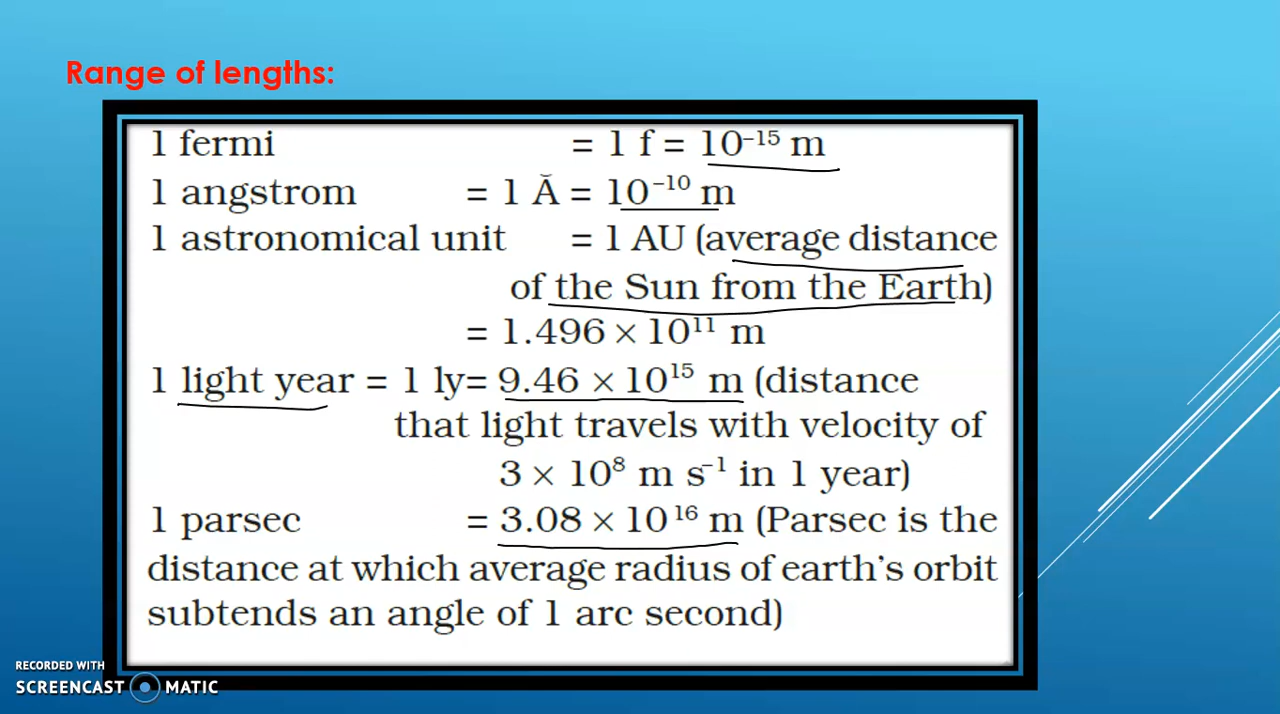 Range of lengths:
1 fermi = 1 f = 10⁻¹⁵ m
1 angstrom = 1 Ă = 10⁻¹⁰ m
1 astronomical unit = 1 AU (average distance
of the Sun from the Earth)
= 1.496 × 10¹¹ m
1 light year = 1 ly= 9.46 × 10¹⁵ m (distance
that light travels with velocity of
3 × 10⁸ m s⁻¹ in 1 year)
1 parsec = 3.08 × 10¹⁶ m (Parsec is the
distance at which average radius of earth’s orbit
subtends an angle of 1 arc second)
RECORDED WITH
SCREENCAST MATIC